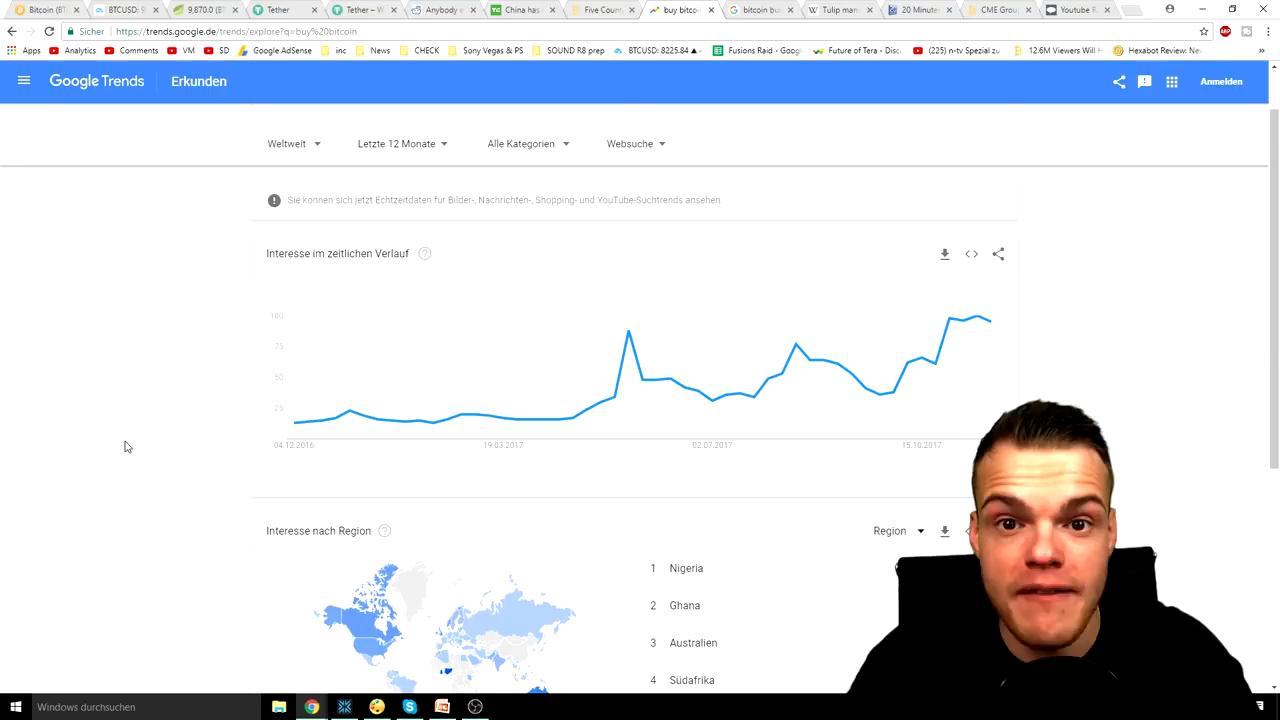 Bitcoin (BT
BTCUSD: 9
9,870.0 (BIT
Tether
Tether – W
Anybody e
China has
Five Coun
buy bitco
bitcoin bu
Tulip man
20 Minutes
CME Grou
Youtube R
Sicher
https://trends.google.de/trends/explore?q=buy%20bitcoin
Apps
Analytics
Comments
VM
SD
Google AdSense
inc
News
CHECK
Sony Vegas & PS
SOUND R8 prep
BTCUSD: 8225.84 ▲
Fusions Raid - Goog
Future of Tera - Disc
(225) n-tv Spezial zu
12.6M Viewers Will H
Hexabot Review: Ne
Google Trends
Erkunden
Anmelden
Weltweit
Letzte 12 Monate
Alle Kategorien
Websuche
Sie können sich jetzt Echtzeitdaten für Bilder-, Nachrichten-, Shopping- und YouTube-Suchtrends ansehen.
Interesse im zeitlichen Verlauf
100
75
50
25
04.12.2016
19.03.2017
02.07.2017
15.10.2017
Interesse nach Region
Region
1 Nigeria
2 Ghana
3 Australien
4 Südafrika
Windows durchsuchen